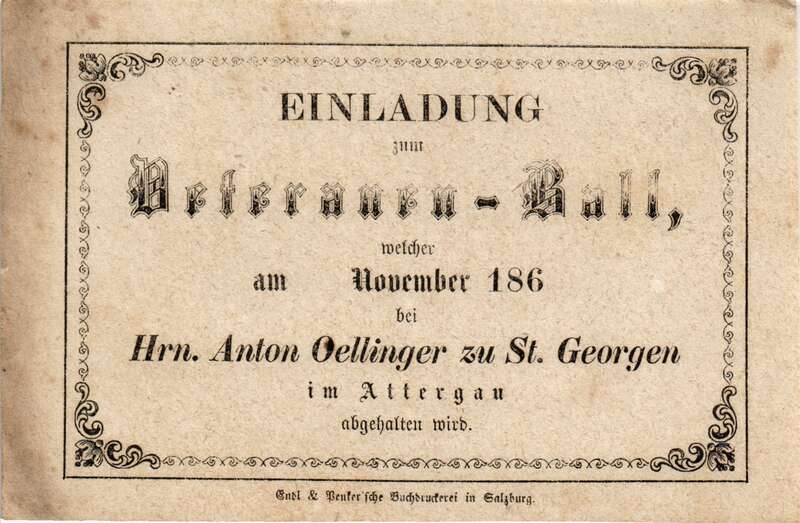 EINLADUNG
zum
Veteranen-Ball,
welcher
am November 186
bei
Hrn. Anton Oellinger zu St. Georgen
im Attergau
abgehalten wird.
Endl & Penker'sche Buchdruckerei in Salzburg.